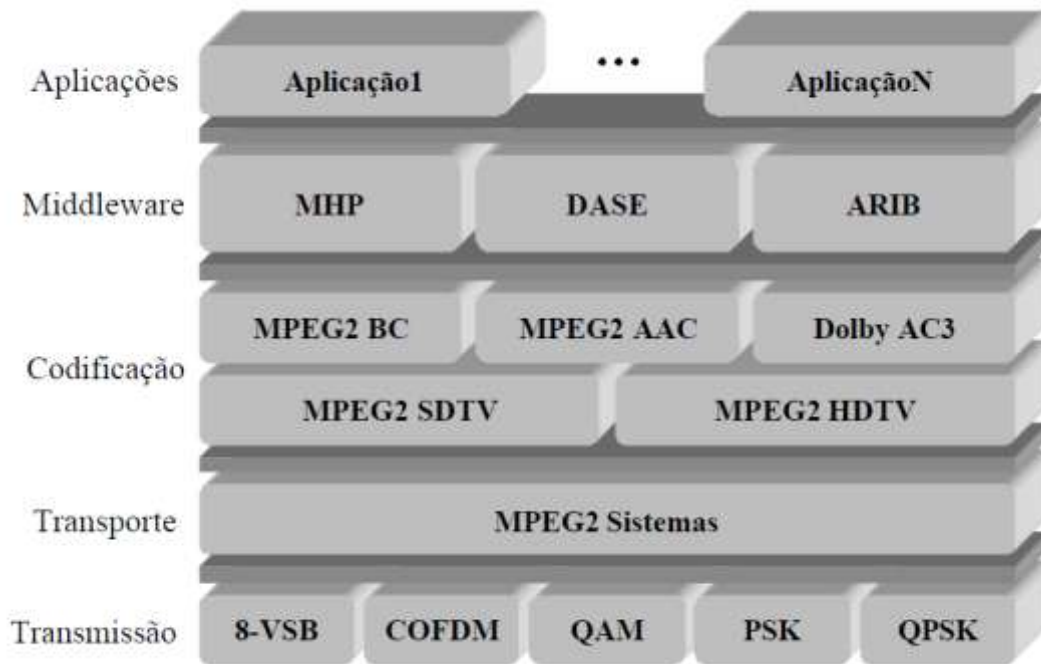 Aplicações Aplicação1 ... AplicaçãoN
Middleware MHP DASE ARIB
MPEG2 BC MPEG2 AAC Dolby AC3
Codificação
MPEG2 SDTV MPEG2 HDTV
Transporte MPEG2 Sistemas
Transmissão 8-VSB COFDM QAM PSK QPSK